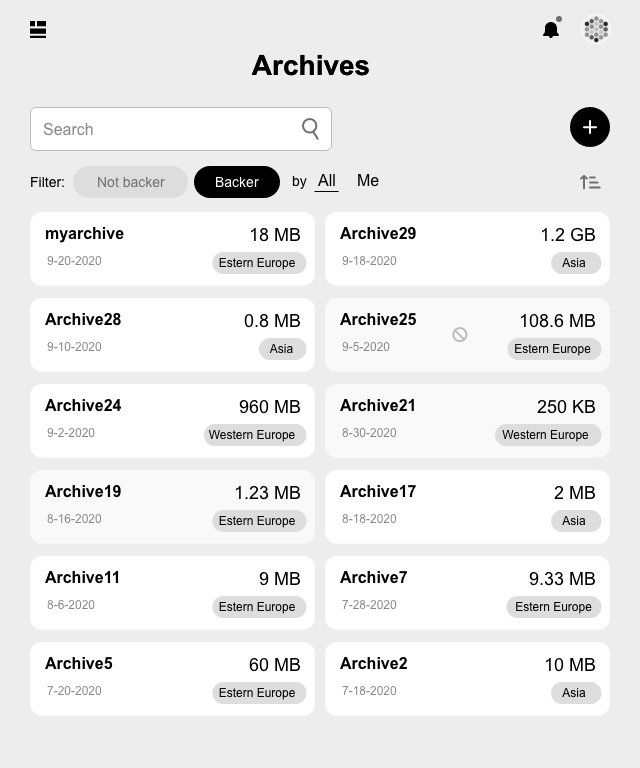 Archives
Search
Filter: Not backer Backer by All Me
myarchive 18 MB
9-20-2020 Estern Europe
Archive29 1.2 GB
9-18-2020 Asia
Archive28 0.8 MB
9-10-2020 Asia
Archive25 108.6 MB
9-5-2020 Estern Europe
Archive24 960 MB
9-2-2020 Western Europe
Archive21 250 KB
8-30-2020 Western Europe
Archive19 1.23 MB
8-16-2020 Estern Europe
Archive17 2 MB
8-18-2020 Asia
Archive11 9 MB
8-6-2020 Estern Europe
Archive7 9.33 MB
7-28-2020 Estern Europe
Archive5 60 MB
7-20-2020 Estern Europe
Archive2 10 MB
7-18-2020 Asia